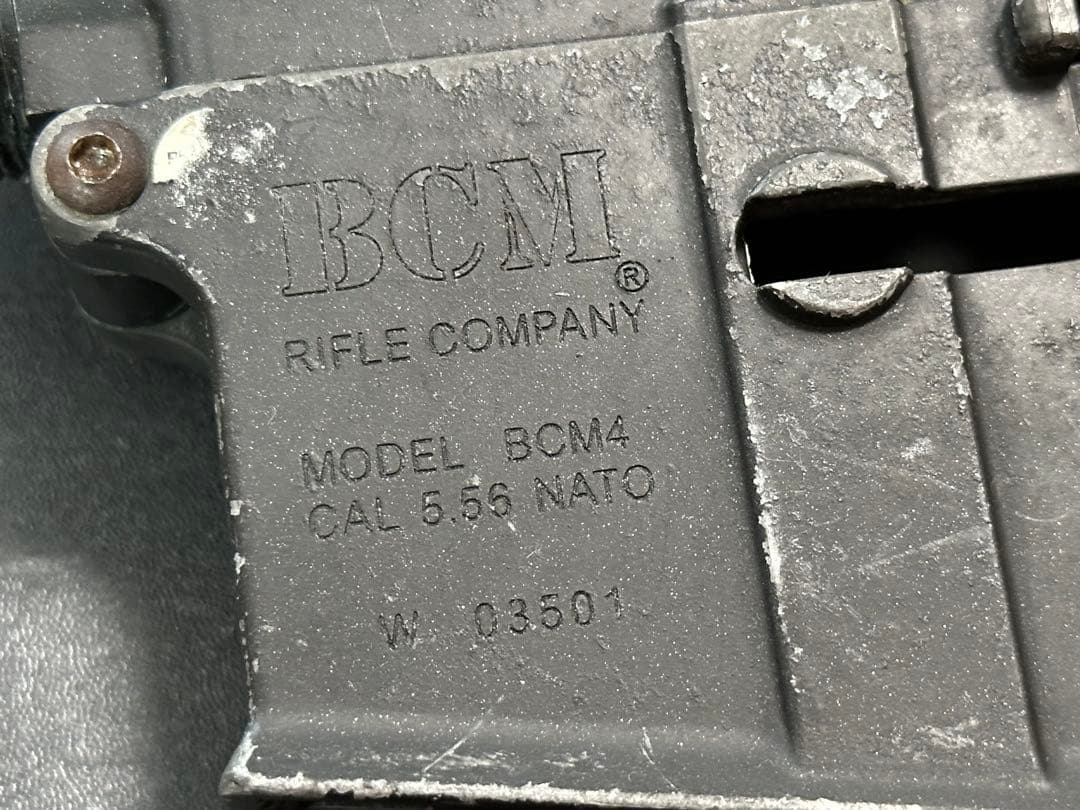 BCM®
RIFLE COMPANY
MODEL BCM4
CAL 5.56 NATO
W 03501